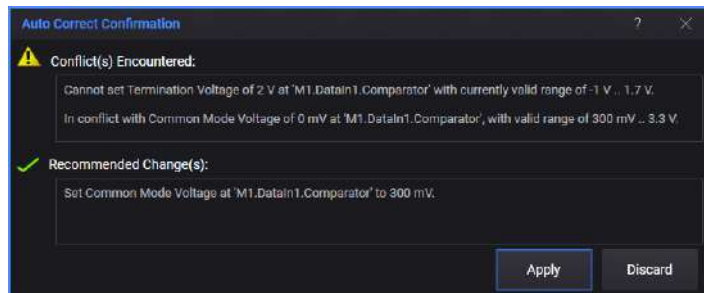 Auto Correct Confirmation ?
Conflict(s) Encountered:
Cannot set Termination Voltage of 2 V at 'M1.DataIn1.Comparator' with currently valid range of -1 V .. 1.7 V.
In conflict with Common Mode Voltage of 0 mV at 'M1.DataIn1.Comparator', with valid range of 300 mV .. 3.3 V.
Recommended Change(s):
Set Common Mode Voltage at 'M1.DataIn1.Comparator' to 300 mV.
Apply Discard